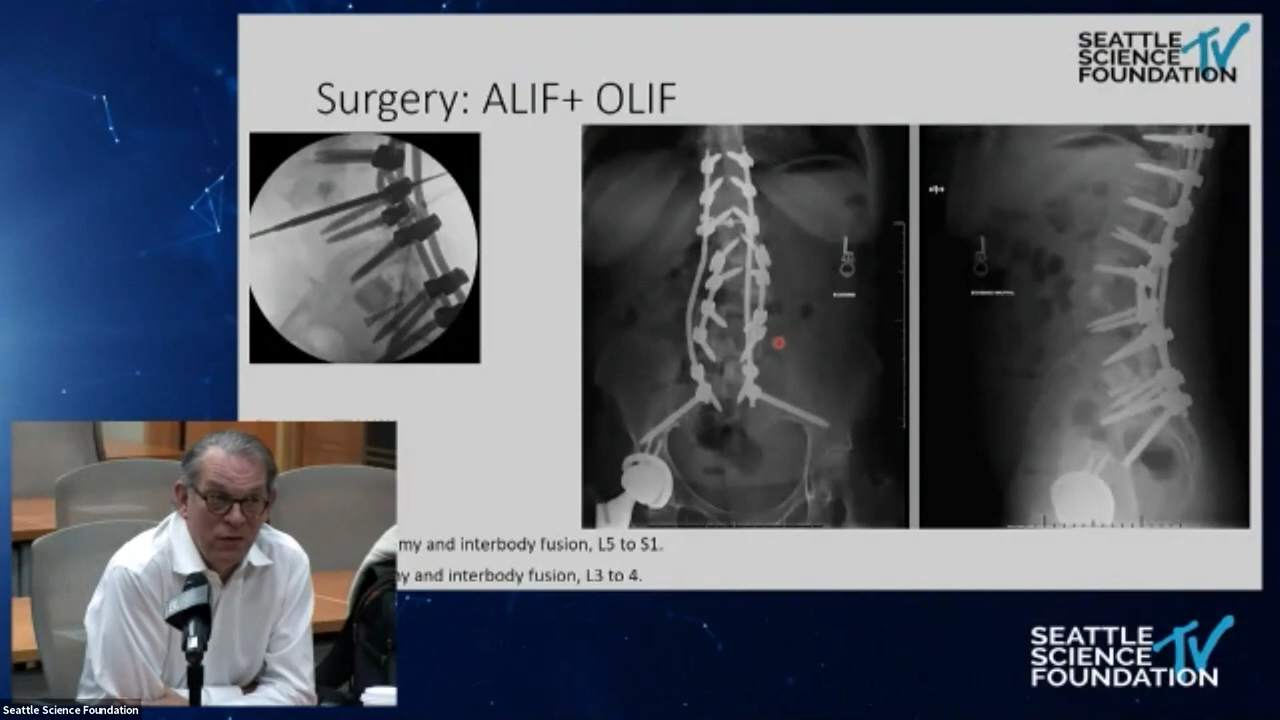 SEATTLE
SCIENCE TV
FOUNDATION
Surgery: ALIF+ OLIF
my and interbody fusion, L5 to S1.
y and interbody fusion, L3 to 4.
SEATTLE
SCIENCE TV
FOUNDATION
Seattle Science Foundation